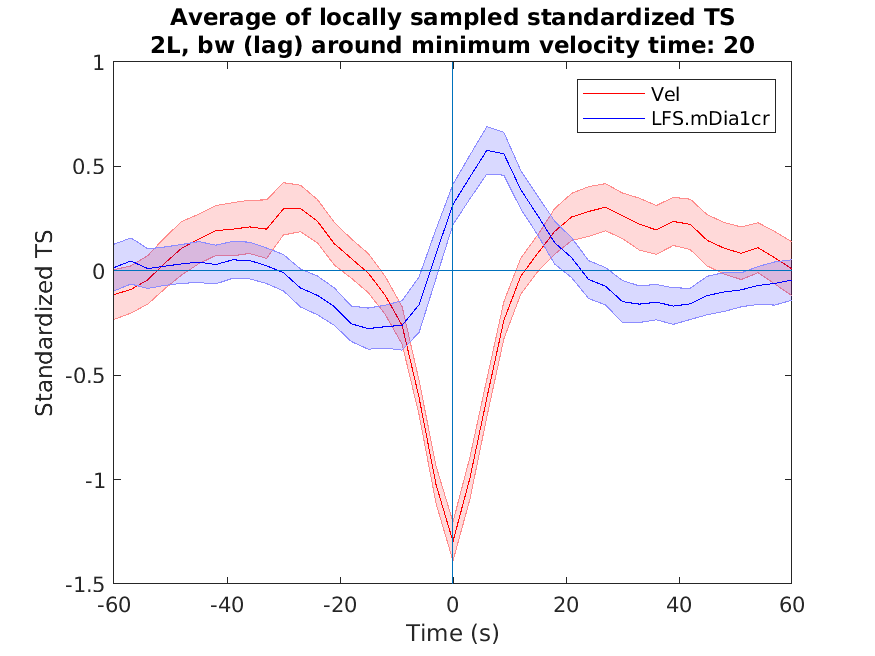 Average of locally sampled standardized TS
2L, bw (lag) around minimum velocity time: 20
1
0.5
0
-0.5
-1
-1.5
Standardized TS
Vel
LFS.mDia1cr
-60
-40
-20
0
20
40
60
Time (s)